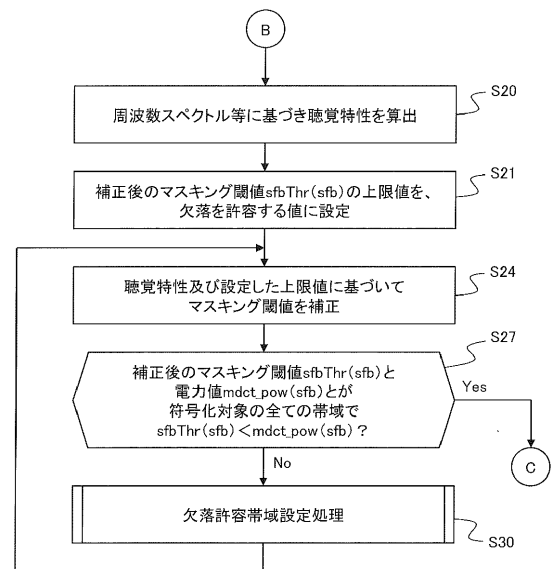 B
周波数スペクトル等に基づき聴覚特性を算出
S20
補正後のマスキング閾値sfbThr(sfb)の上限値を、
欠落を許容する値に設定
S21
聴覚特性及び設定した上限値に基づいて
マスキング閾値を補正
S24
補正後のマスキング閾値sfbThr(sfb)と
電力値mdct_pow(sfb)とが
符号化対象の全ての帯域で
sfbThr(sfb)<mdct_pow(sfb)?
S27
Yes
C
No
欠落許容帯域設定処理
S30